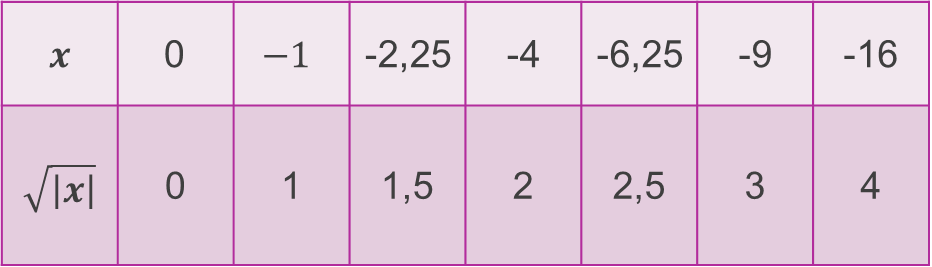 x 0 −1 -2,25 -4 -6,25 -9 -16
√|x| 0 1 1,5 2 2,5 3 4